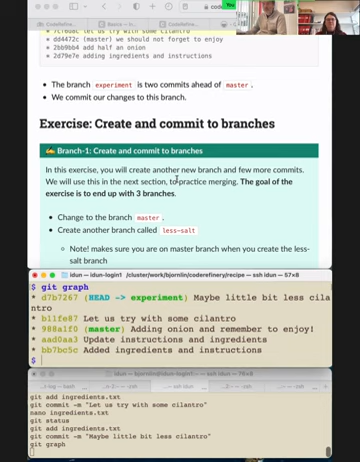 You
CodeRefine
Basics —
CodeRefine
* 7cf6dac let us try with some cilantro
* dd4472c (master) we should not forget to enjoy
* 2bb9bb4 add half an onion
* 2d79e7e adding ingredients and instructions
• The branch experiment is two commits ahead of master.
• We commit our changes to this branch.
Exercise: Create and commit to branches
Branch-1: Create and commit to branches
In this exercise, you will create another new branch and few more commits.
We will use this in the next section, to practice merging. The goal of the
exercise is to end up with 3 branches.
• Change to the branch master.
• Create another branch called less-salt
Note! makes sure you are on master branch when you create the less-
salt branch
idun — idun-login1 /cluster/work/bjornlin/coderefinery/recipe — ssh idun — 57×8
$ git graph
* d7b7267 (HEAD -> experiment) Maybe little bit less cila
ntro
* b11fe87 Let us try with some cilantro
* 988a1f0 (master) Adding onion and remember to enjoy!
* aad0aa3 Update instructions and ingredients
* bb7bc5c Added ingredients and instructions
$
git add ingredients.txt
git commit -m "Let us try with some cilantro"
nano ingredients.txt
git status
git add ingredients.txt
git commit -m "Maybe little bit less cilantro"
git graph